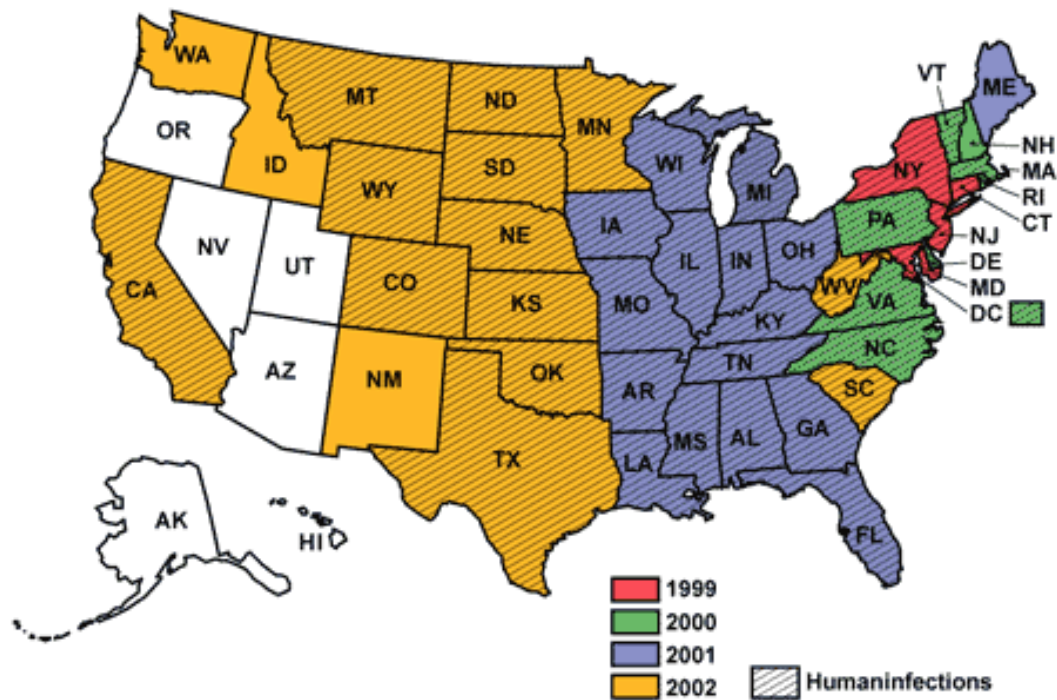 WA
MT
ND
MN
VT
ME
OR
ID
SD
WI
MI
NY
NH
MA
WY
RI
CT
NV
UT
NE
IA
PA
NJ
CA
CO
KS
IL
IN
OH
DE
WV
MD
MO
VA
DC
KY
AZ
NM
OK
TN
NC
AR
SC
TX
MS
AL
GA
LA
AK
HI
FL
1999
2000
2001
2002
Humaninfections